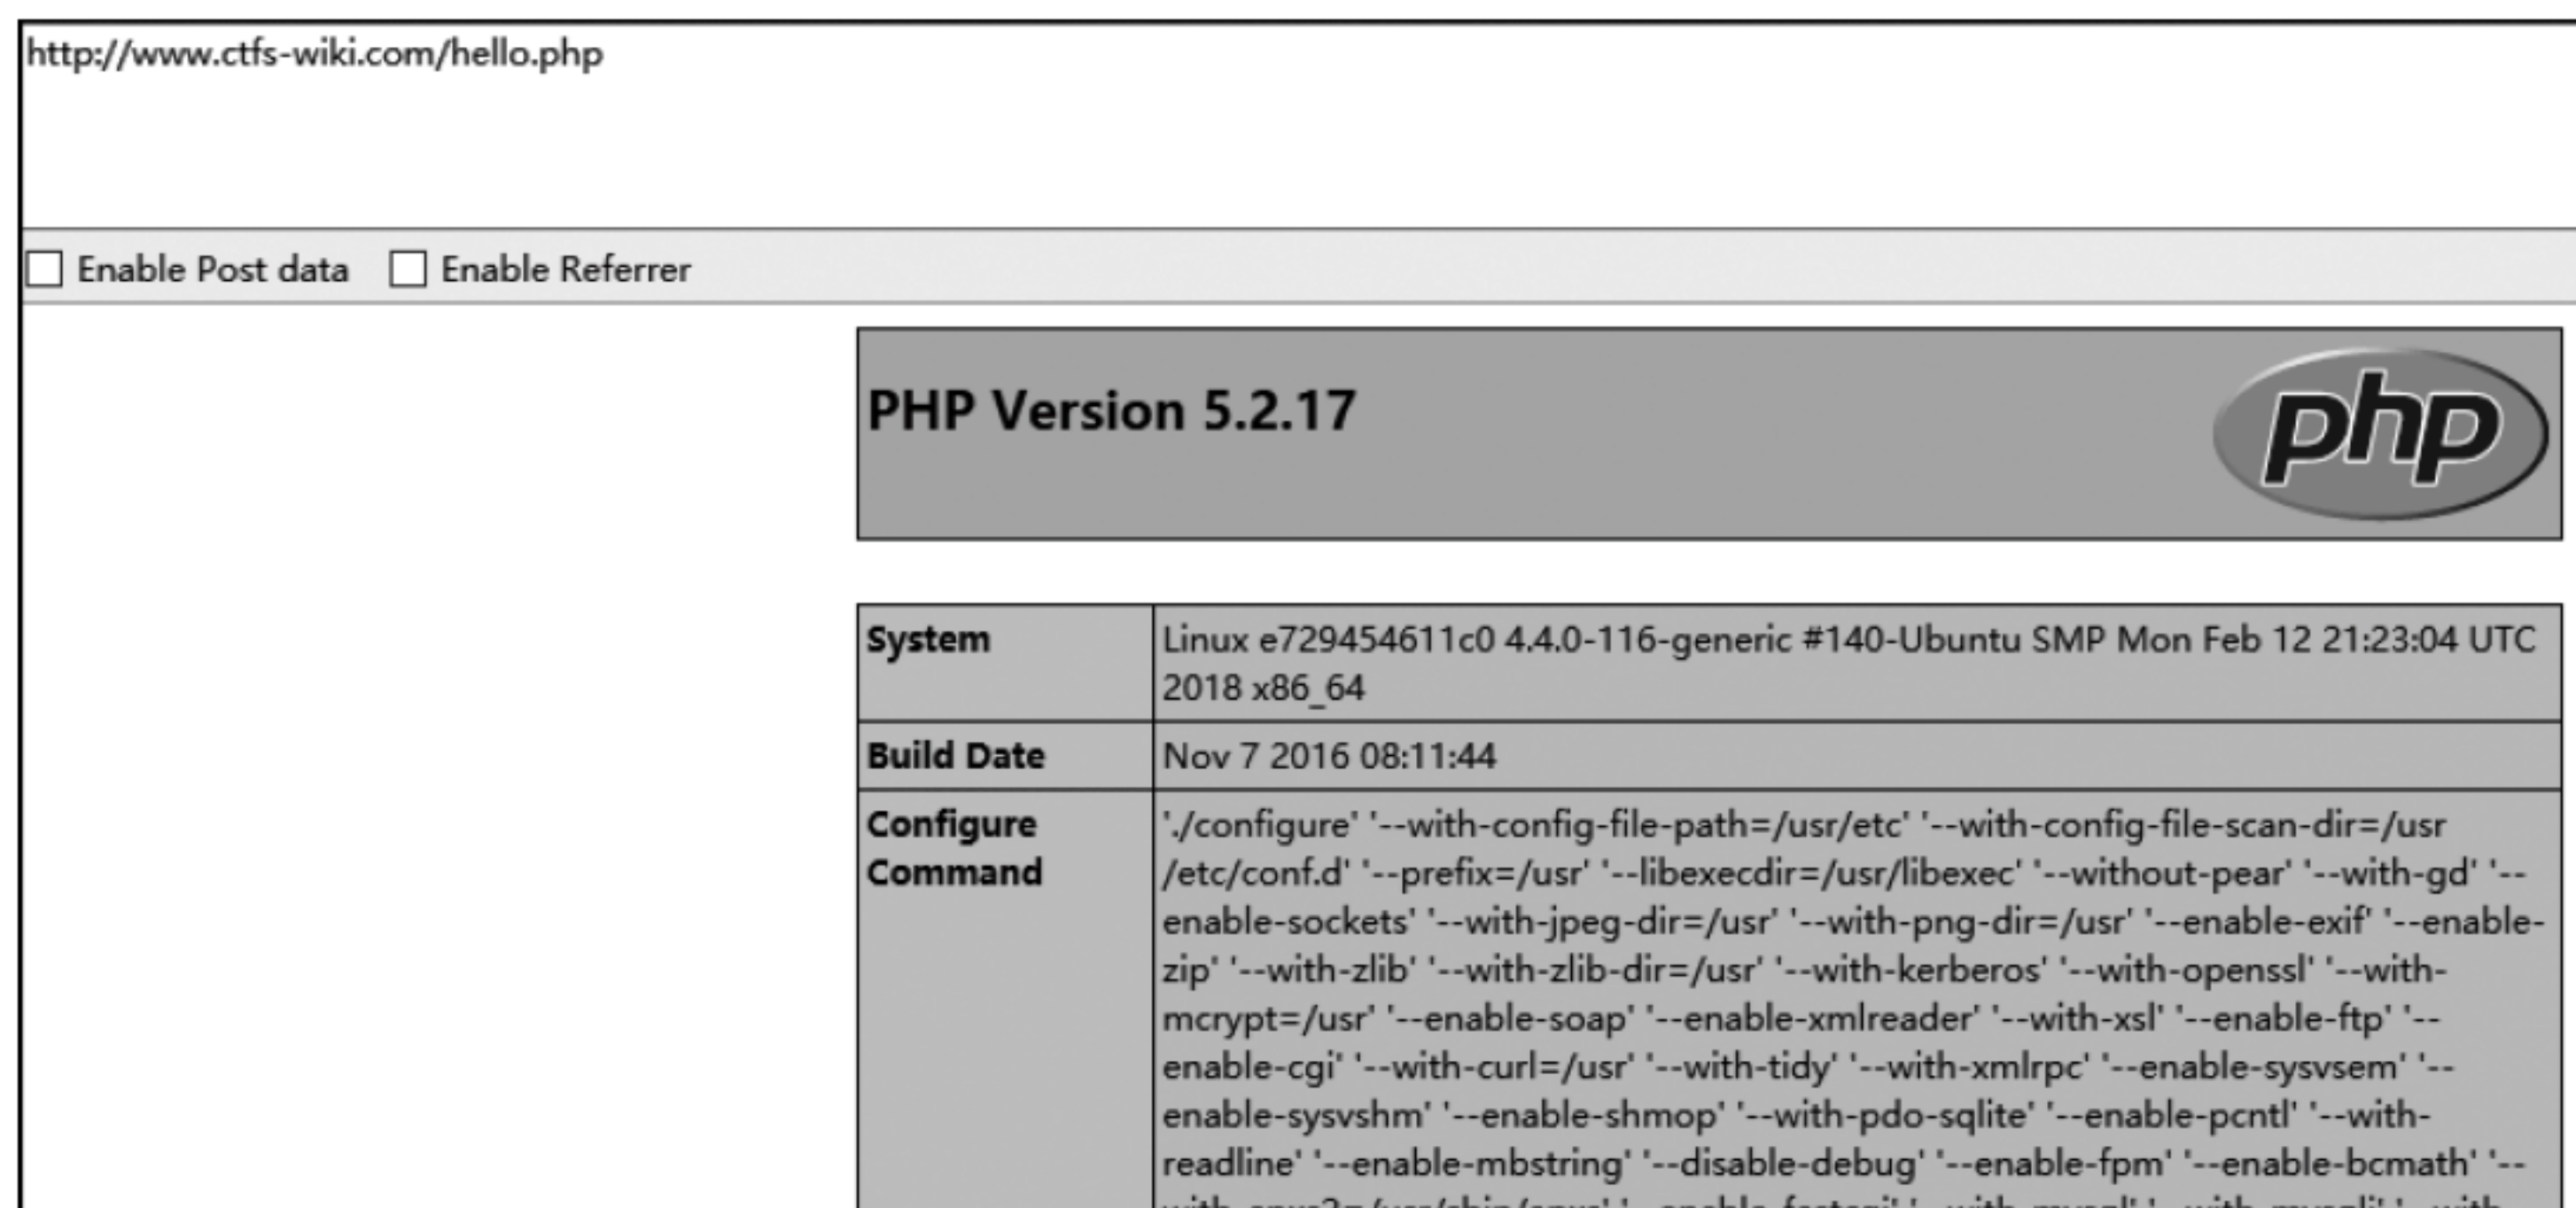 http://www.ctfs-wiki.com/hello.php
Enable Post data Enable Referrer
PHP Version 5.2.17
php
System
Linux e729454611c0 4.4.0-116-generic #140-Ubuntu SMP Mon Feb 12 21:23:04 UTC
2018 x86_64
Build Date
Nov 7 2016 08:11:44
Configure
Command
'./configure' '--with-config-file-path=/usr/etc' '--with-config-file-scan-dir=/usr
/etc/conf.d' '--prefix=/usr' '--libexecdir=/usr/libexec' '--without-pear' '--with-gd' '--
enable-sockets' '--with-jpeg-dir=/usr' '--with-png-dir=/usr' '--enable-exif' '--enable-
zip' '--with-zlib' '--with-zlib-dir=/usr' '--with-kerberos' '--with-openssl' '--with-
mcrypt=/usr' '--enable-soap' '--enable-xmlreader' '--with-xsl' '--enable-ftp' '--
enable-cgi' '--with-curl=/usr' '--with-tidy' '--with-xmlrpc' '--enable-sysvsem' '--
enable-sysvshm' '--enable-shmop' '--with-pdo-sqlite' '--enable-pcntl' '--with-
readline' '--enable-mbstring' '--disable-debug' '--enable-fpm' '--enable-bcmath' '--